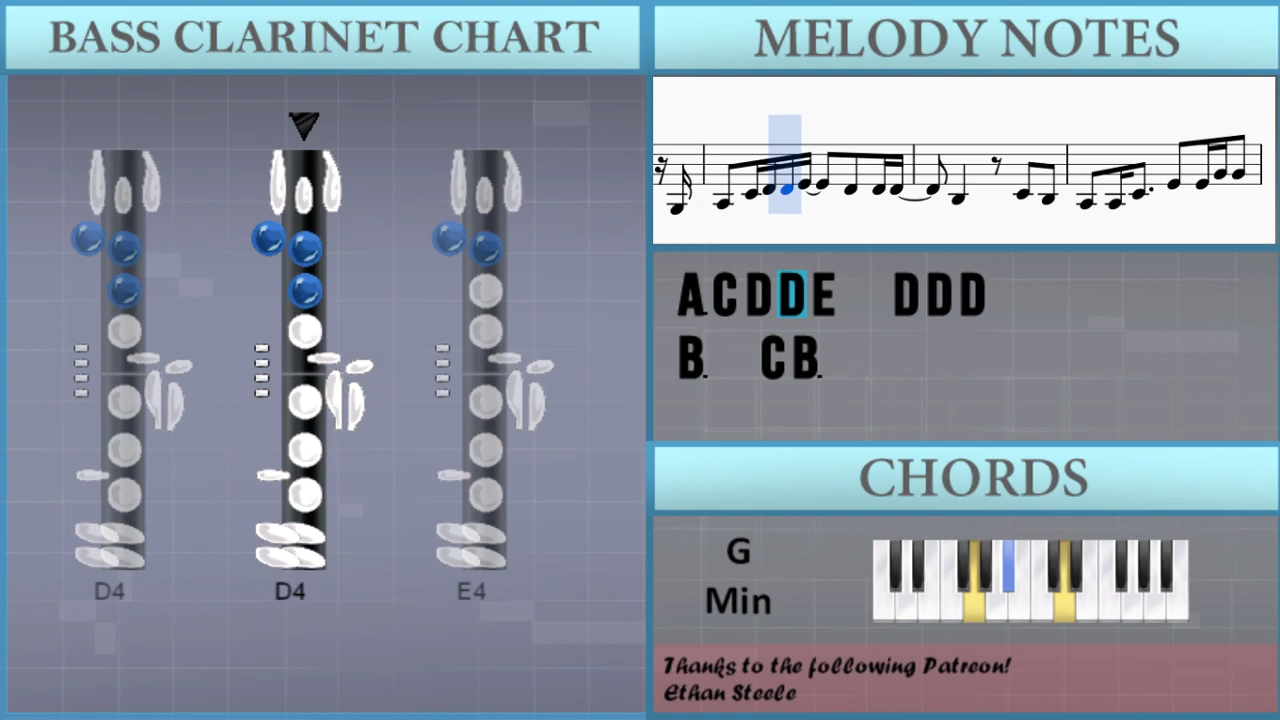 BASS CLARINET CHART
D4 D4 E4
MELODY NOTES
ACDDE DDD
B. CB.
CHORDS
G
Min
Thanks to the following Patreon!
Ethan Steele